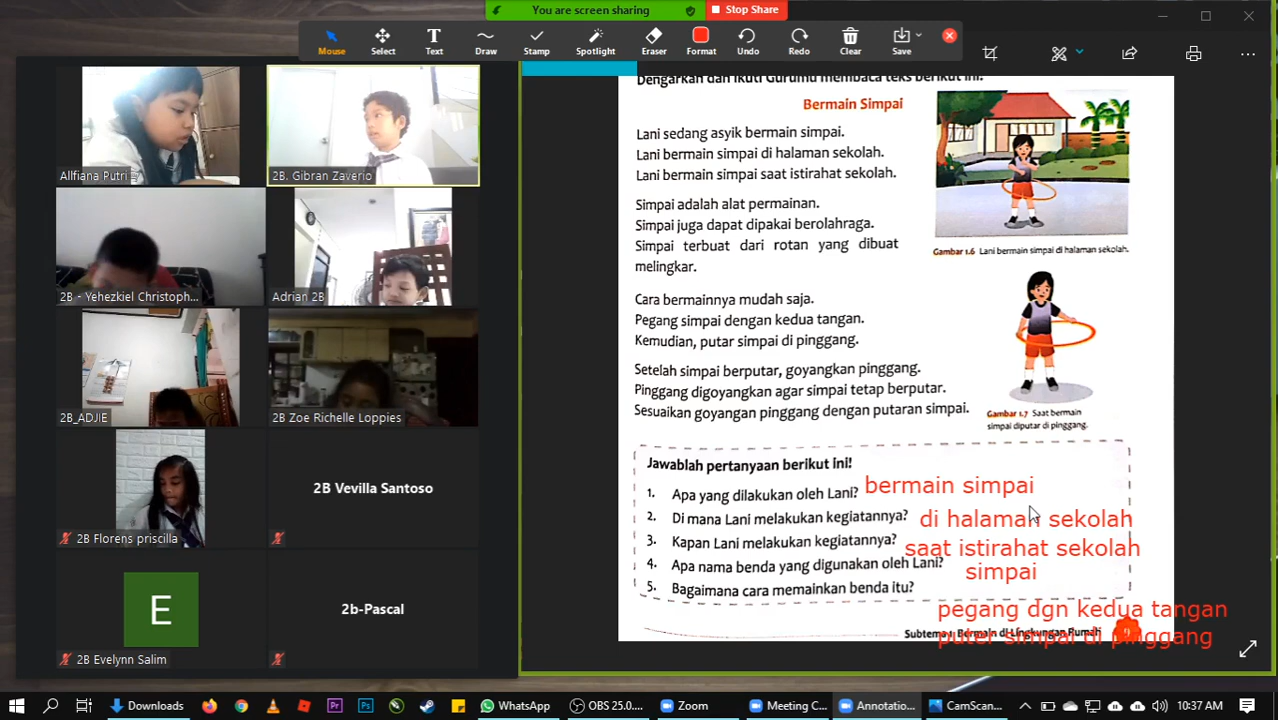 You are screen sharing
Stop Share
Mouse
Select
Text
Draw
Stamp
Spotlight
Eraser
Format
Undo
Redo
Clear
Save
Allfiana Putri
2B. Gibran Zaverio
2B - Yehezkiel Christoph...
Adrian 2B
2B_ADJIE
2B Zoe Richelle Loppies
2B Florens priscilla
2B Vevilla Santoso
E
2B Evelynn Salim
2b-Pascal
Dengarkan dan ikuti Gurumu membaca teks berikut ini!
Bermain Simpai
Lani sedang asyik bermain simpai.
Lani bermain simpai di halaman sekolah.
Lani bermain simpai saat istirahat sekolah.
Simpai adalah alat permainan.
Simpai juga dapat dipakai berolahraga.
Simpai terbuat dari rotan yang dibuat
melingkar.
Cara bermainnya mudah saja.
Pegang simpai dengan kedua tangan.
Kemudian, putar simpai di pinggang.
Setelah simpai berputar, goyangkan pinggang.
Pinggang digoyangkan agar simpai tetap berputar.
Sesuaikan goyangan pinggang dengan putaran simpai.
Gambar 1.6 Lani bermain simpai di halaman sekolah.
Gambar 1.7 Saat bermain
simpai diputar di pinggang.
Jawablah pertanyaan berikut ini!
1. Apa yang dilakukan oleh Lani? bermain simpai
2. Di mana Lani melakukan kegiatannya? di halaman sekolah
3. Kapan Lani melakukan kegiatannya? saat istirahat sekolah
4. Apa nama benda yang digunakan oleh Lani? simpai
5. Bagaimana cara memainkan benda itu?
pegang dgn kedua tangan
puter simpai di pinggang
Subtema 1: Bermain di Lingkungan Rumah 9
Downloads
WhatsApp
OBS 25.0....
Zoom
Meeting C...
Annotatio...
CamScan...
10:37 AM